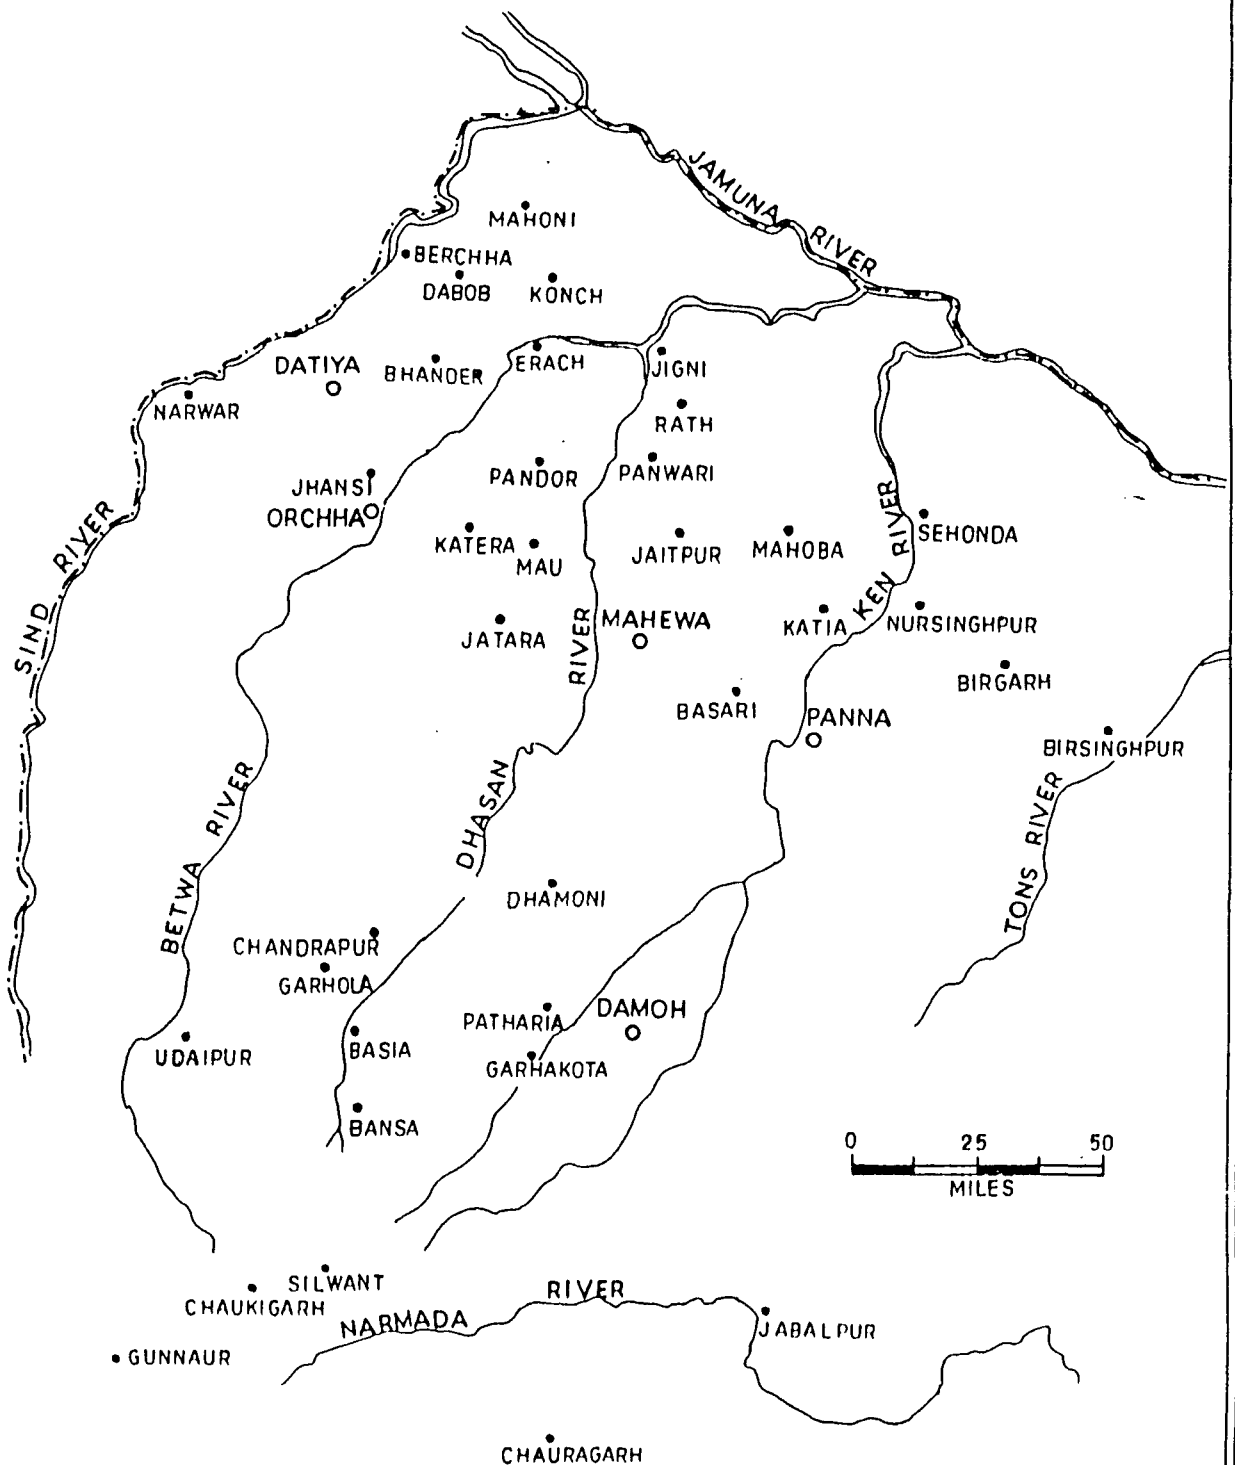 JAMUNA RIVER
MAHONI
BERCHHA
DABOB
KONCH
DATIYA
BHANDER
ERACH
JIGNI
NARWAR
RATH
PANDOR
PANWARI
JHANSI
ORCHHA
KATERA
MAU
JAITPUR
MAHOBA
SEHONDA
KEN RIVER
SIND RIVER
JATARA
MAHEWA
KATIA
NURSINGHPUR
BIRGARH
BASARI
PANNA
BIRSINGHPUR
BETWA RIVER
DHASAN RIVER
TONS RIVER
DHAMONI
CHANDRAPUR
GARHOLA
PATHARIA
DAMOH
UDAIPUR
BASIA
GARHAKOTA
BANSA
0 25 50
MILES
SILWANT
CHAUKIGARH
NARMADA RIVER
JABALPUR
GUNNAUR
CHAURAGARH